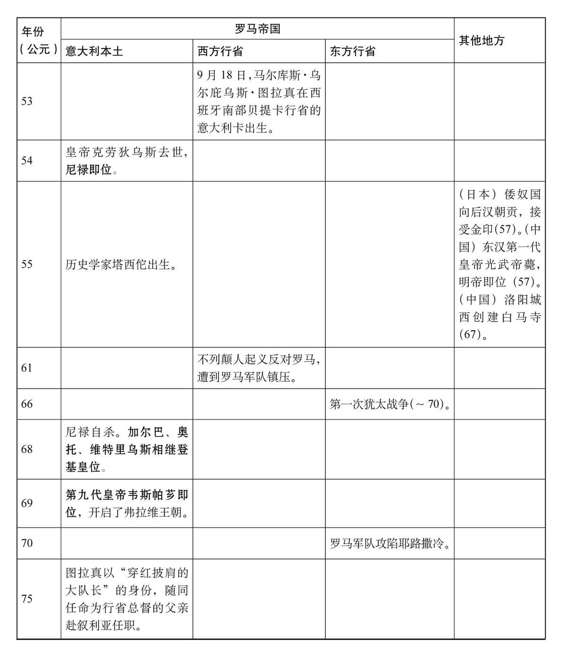 年份
(公元)
罗马帝国
其他地方
意大利本土
西方行省
东方行省
53
9月18日,马尔库斯·乌
尔庇乌斯·图拉真在西
班牙南部贝提卡行省的
意大利卡出生。
54
皇帝克劳狄乌斯去世,
尼禄即位。
55
历史学家塔西佗出生。
(日本)倭奴国
向后汉朝贡,接
受金印(57)。(中
国)东汉第一代
皇帝光武帝薨,
明帝即位(57)。
(中国)洛阳城
西创建白马寺
(67)。
61
不列颠人起义反对罗马,
遭到罗马军队镇压。
66
第一次犹太战争(~70)。
68
尼禄自杀。加尔巴、奥
托、维特里乌斯相继登
基皇位。
69
第九代皇帝韦斯帕芗即
位,开启了弗拉维王朝。
70
罗马军队攻陷耶路撒冷。
75
图拉真以“穿红披肩的
大队长”的身份,随同
任命为行省总督的父亲
赴叙利亚任职。